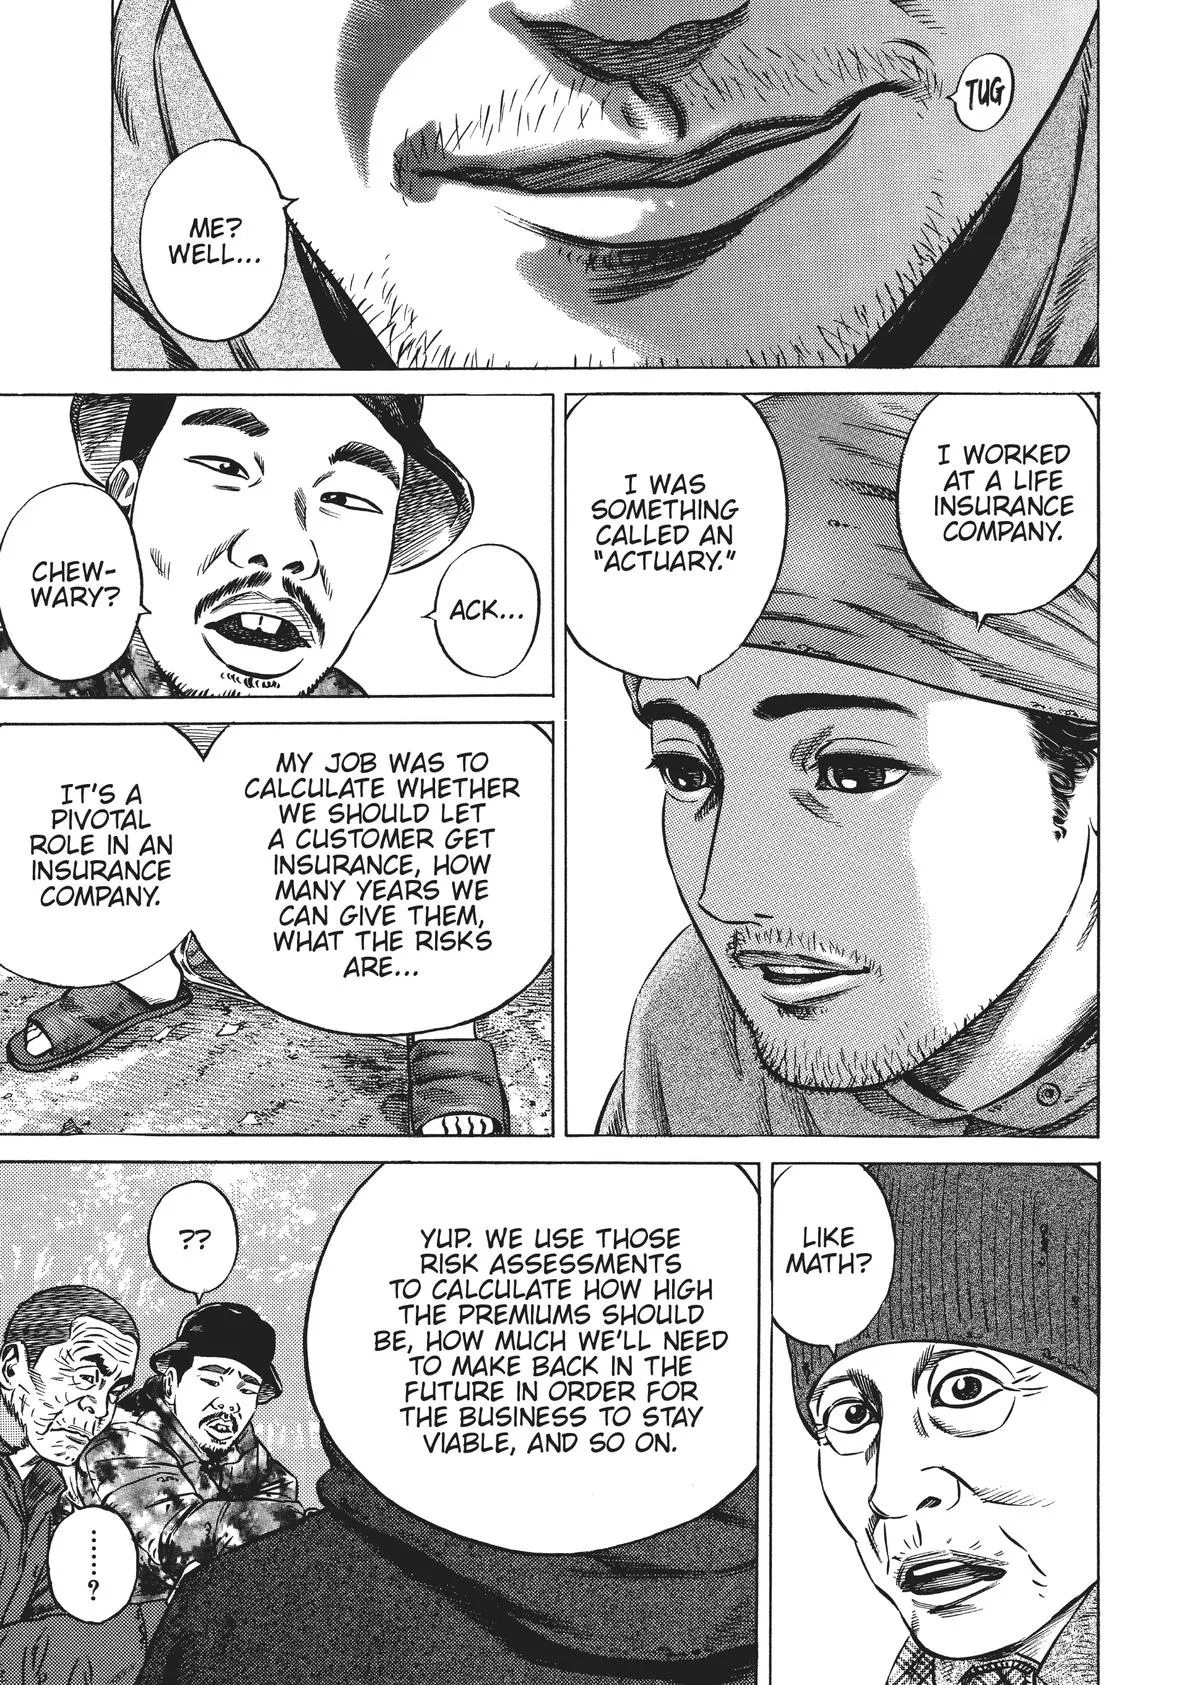 TUG
ME?
WELL...
I WORKED
AT A LIFE
INSURANCE
COMPANY.
I WAS
SOMETHING
CALLED AN
"ACTUARY."
ACK...
CHEW-
WARY?
MY JOB WAS TO
CALCULATE WHETHER
WE SHOULD LET
A CUSTOMER GET
INSURANCE, HOW
MANY YEARS WE
CAN GIVE THEM,
WHAT THE RISKS
ARE...
IT'S A
PIVOTAL
ROLE IN AN
INSURANCE
COMPANY.
LIKE
MATH?
YUP. WE USE THOSE
RISK ASSESSMENTS
TO CALCULATE HOW HIGH
THE PREMIUMS SHOULD
BE, HOW MUCH WE'LL NEED
TO MAKE BACK IN THE
FUTURE IN ORDER FOR
THE BUSINESS TO STAY
VIABLE, AND SO ON.
??
......?